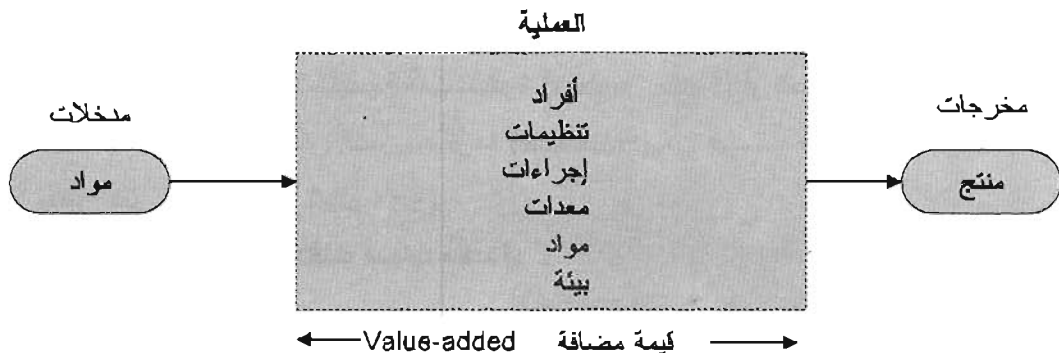 العملية
مدخلات
مواد
أفراد
تنظيمات
إجراءات
معدات
مواد
بيئة
مخرجات
منتج
Value-added قيمة مضافة